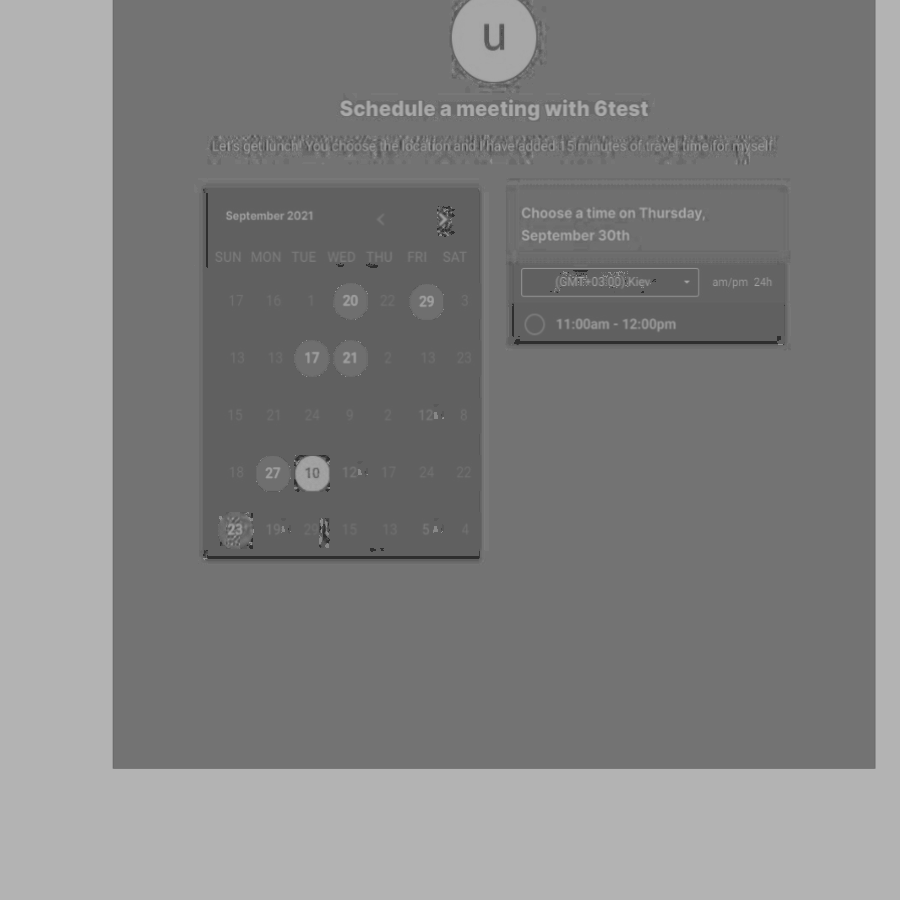 u
Schedule a meeting with 6test
Let's get lunch! You choose the location and I have added 15 minutes of travel time for myself.
September 2021
SUN MON TUE WED THU FRI SAT
17 16 1 20 22 29 3
13 13 17 21 2 13 23
15 21 24 9 2 12 8
18 27 10 12 17 24 22
23 19 29 15 13 5 4
Choose a time on Thursday,
September 30th
(GMT+03:00) Kiev
am/pm 24h
11:00am - 12:00pm